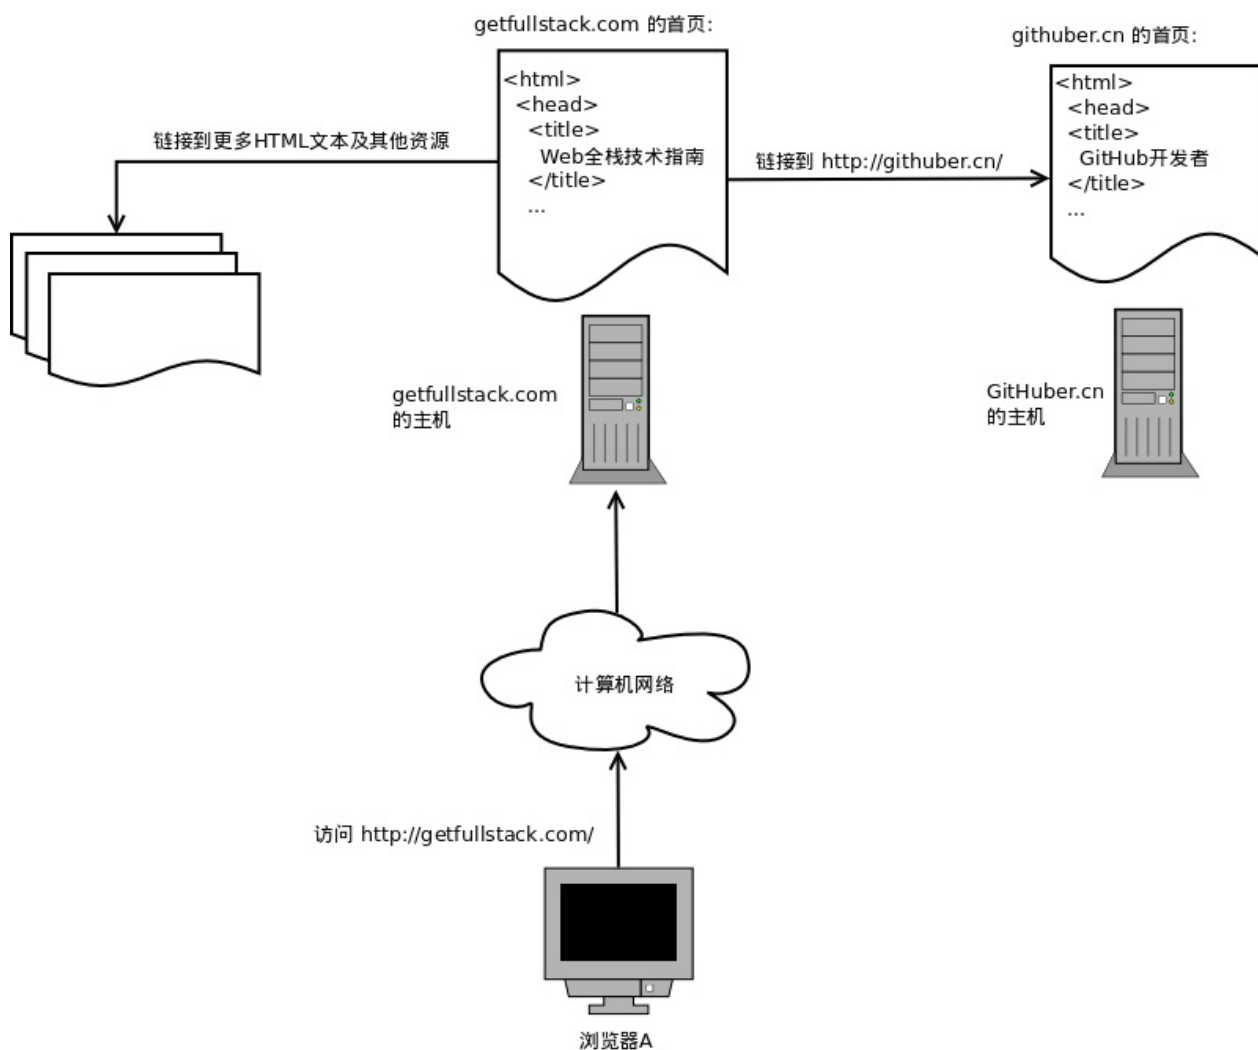 getfullstack.com 的首页:
githuber.cn 的首页:
<html>
<head>
<title>
Web全栈技术指南
</title>
...
<html>
<head>
<title>
GitHub开发者
</title>
...
链接到更多HTML文本及其他资源
链接到 http://githuber.cn/
getfullstack.com
的主机
GitHuber.cn
的主机
计算机网络
访问 http://getfullstack.com/
浏览器A